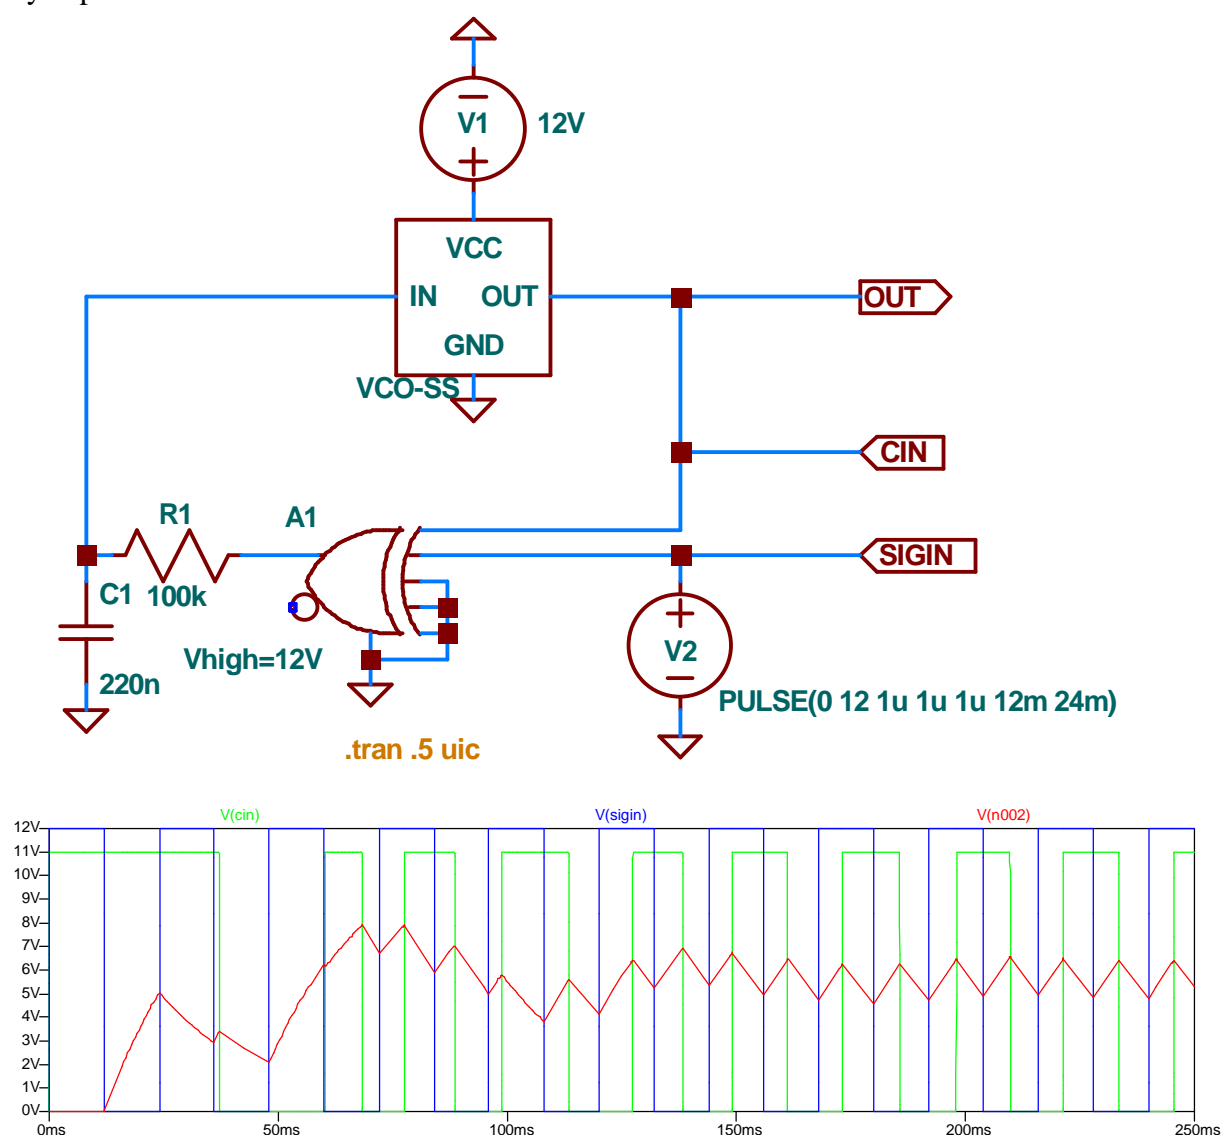 V1 12V
VCC
IN OUT
GND
VCO-SS
OUT
CIN
SIGIN
R1
A1
C1 100k
220n
Vhigh=12V
V2
PULSE(0 12 1u 1u 1u 12m 24m)
.tran .5 uic
V(cin) V(sigin) V(n002)
12V
11V
10V
9V
8V
7V
6V
5V
4V
3V
2V
1V
0V
0ms 50ms 100ms 150ms 200ms 250ms